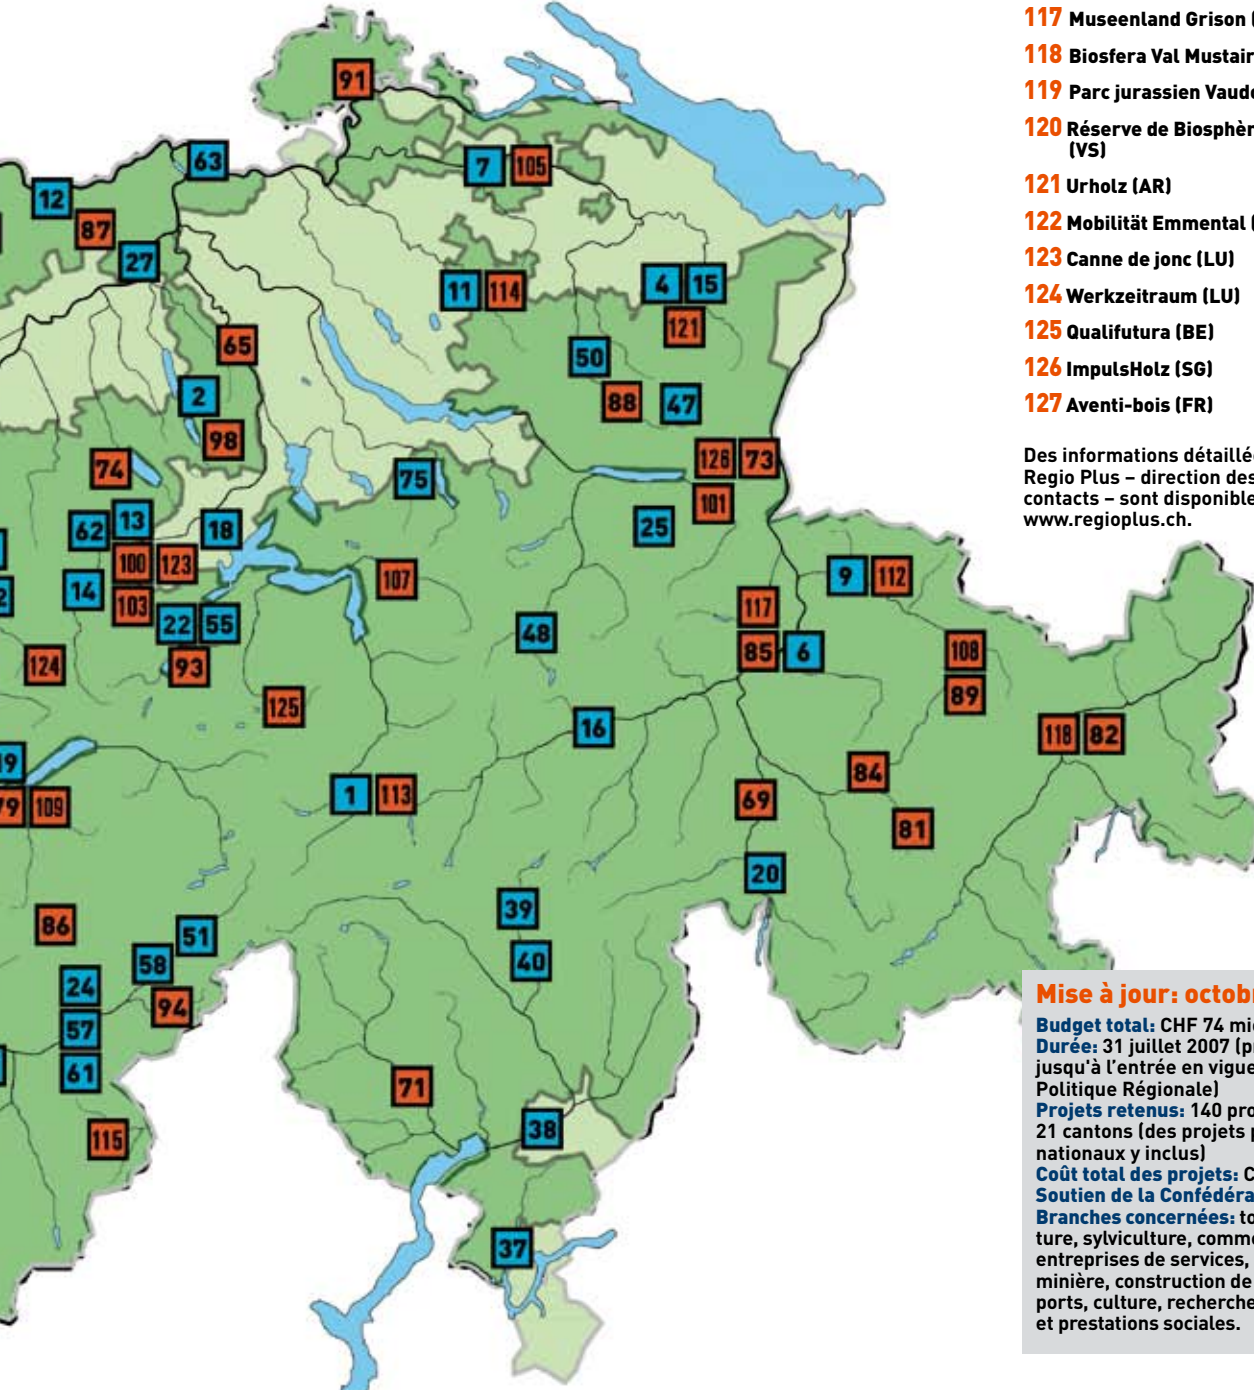 117 Museenland Grison (
118 Biosfera Val Mustair
119 Parc jurassien Vaudo
120 Réserve de Biosphèr
(VS)
121 Urholz (AR)
122 Mobilität Emmental (
123 Canne de jonc (LU)
124 Werkzeitraum (LU)
125 Qualifutura (BE)
126 ImpulsHolz (SG)
127 Aventi-bois (FR)
Des informations détaillée
Regio Plus – direction des
contacts – sont disponible
www.regioplus.ch.
91
63
7 105
12
87
27
11 114
4 15
121
65
50
2
88 47
98
74
126 73
75
101
62 13 18
25
100 123
107
9 112
14
103
117
22 55
48
85 6
108
124
93
89
125
16
118 82
19
84
79 109
1 113
69
81
20
39
86
51
40
58
24
94
57
61
71
38
115
37
Mise à jour: octobr
Budget total: CHF 74 mio
Durée: 31 juillet 2007 (pr
jusqu'à l'entrée en vigue
Politique Régionale)
Projets retenus: 140 pro
21 cantons (des projets p
nationaux y inclus)
Coût total des projets: C
Soutien de la Confédéra
Branches concernées: to
ture, sylviculture, comme
entreprises de services,
minière, construction de
ports, culture, recherche
et prestations sociales.